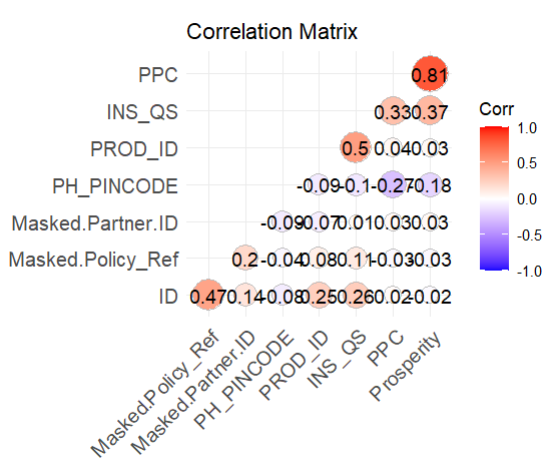 Correlation Matrix
PPC 0.81
INS_QS 0.33 0.37
PROD_ID 0.5 0.04 0.03
PH_PINCODE -0.09 -0.1 -0.27 -0.18
Masked.Partner.ID -0.09 -0.07 0.01 0.03 0.03
Masked.Policy_Ref 0.2 -0.04 0.08 0.11 -0.03 -0.03
ID 0.47 0.14 -0.08 0.25 0.26 0.02 -0.02
Masked.Policy_Ref
Masked.Partner.ID
PH_PINCODE
PROD_ID
INS_QS
PPC
Prosperity
Corr
1.0
0.5
0.0
-0.5
-1.0